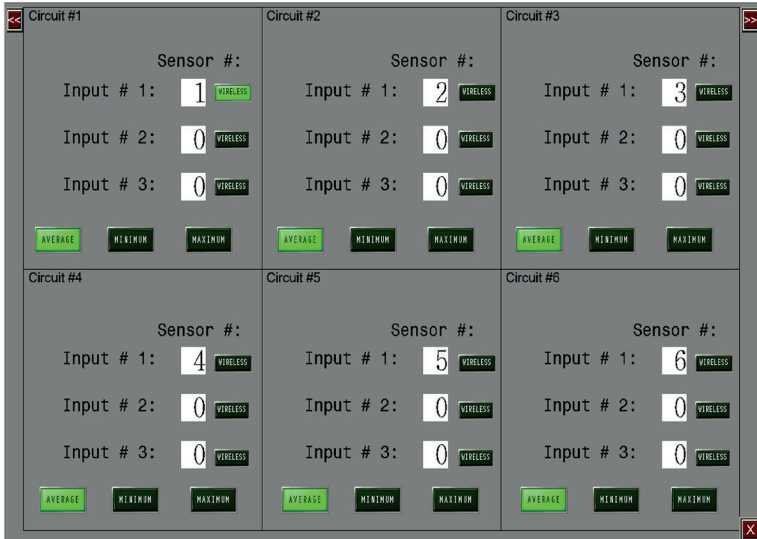 << Circuit #1 Circuit #2 Circuit #3 >>
Sensor #: Sensor #: Sensor #:
Input # 1: 1 WIRELESS Input # 1: 2 WIRELESS Input # 1: 3 WIRELESS
Input # 2: 0 WIRELESS Input # 2: 0 WIRELESS Input # 2: 0 WIRELESS
Input # 3: 0 WIRELESS Input # 3: 0 WIRELESS Input # 3: 0 WIRELESS
AVERAGE MINIMUM MAXIMUM AVERAGE MINIMUM MAXIMUM AVERAGE MINIMUM MAXIMUM
Circuit #4 Circuit #5 Circuit #6
Sensor #: Sensor #: Sensor #:
Input # 1: 4 WIRELESS Input # 1: 5 WIRELESS Input # 1: 6 WIRELESS
Input # 2: 0 WIRELESS Input # 2: 0 WIRELESS Input # 2: 0 WIRELESS
Input # 3: 0 WIRELESS Input # 3: 0 WIRELESS Input # 3: 0 WIRELESS
AVERAGE MINIMUM MAXIMUM AVERAGE MINIMUM MAXIMUM AVERAGE MINIMUM MAXIMUM
X